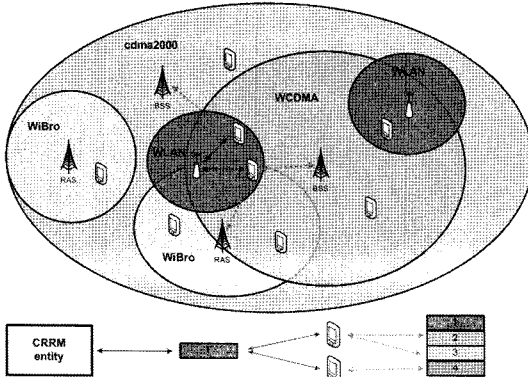 cdma2000
WLAN
BSS
WCDMA
WiBro
WLAN
RAS
BSS
WiBro
RAS
CRRM
entity
2
3
4